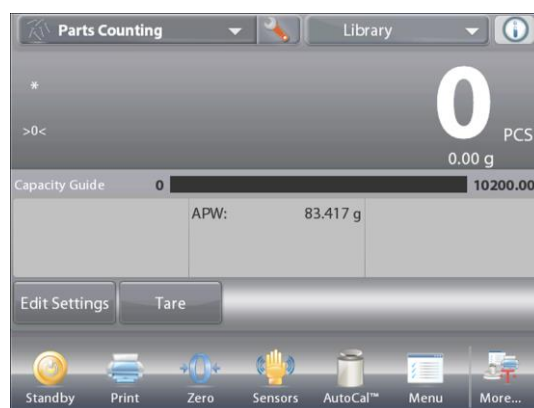 Parts Counting
Library
*
0
>0<
PCS
0.00 g
Capacity Guide 0 10200.00
APW: 83.417 g
Edit Settings Tare
Standby Print Zero Sensors AutoCal™ Menu More...